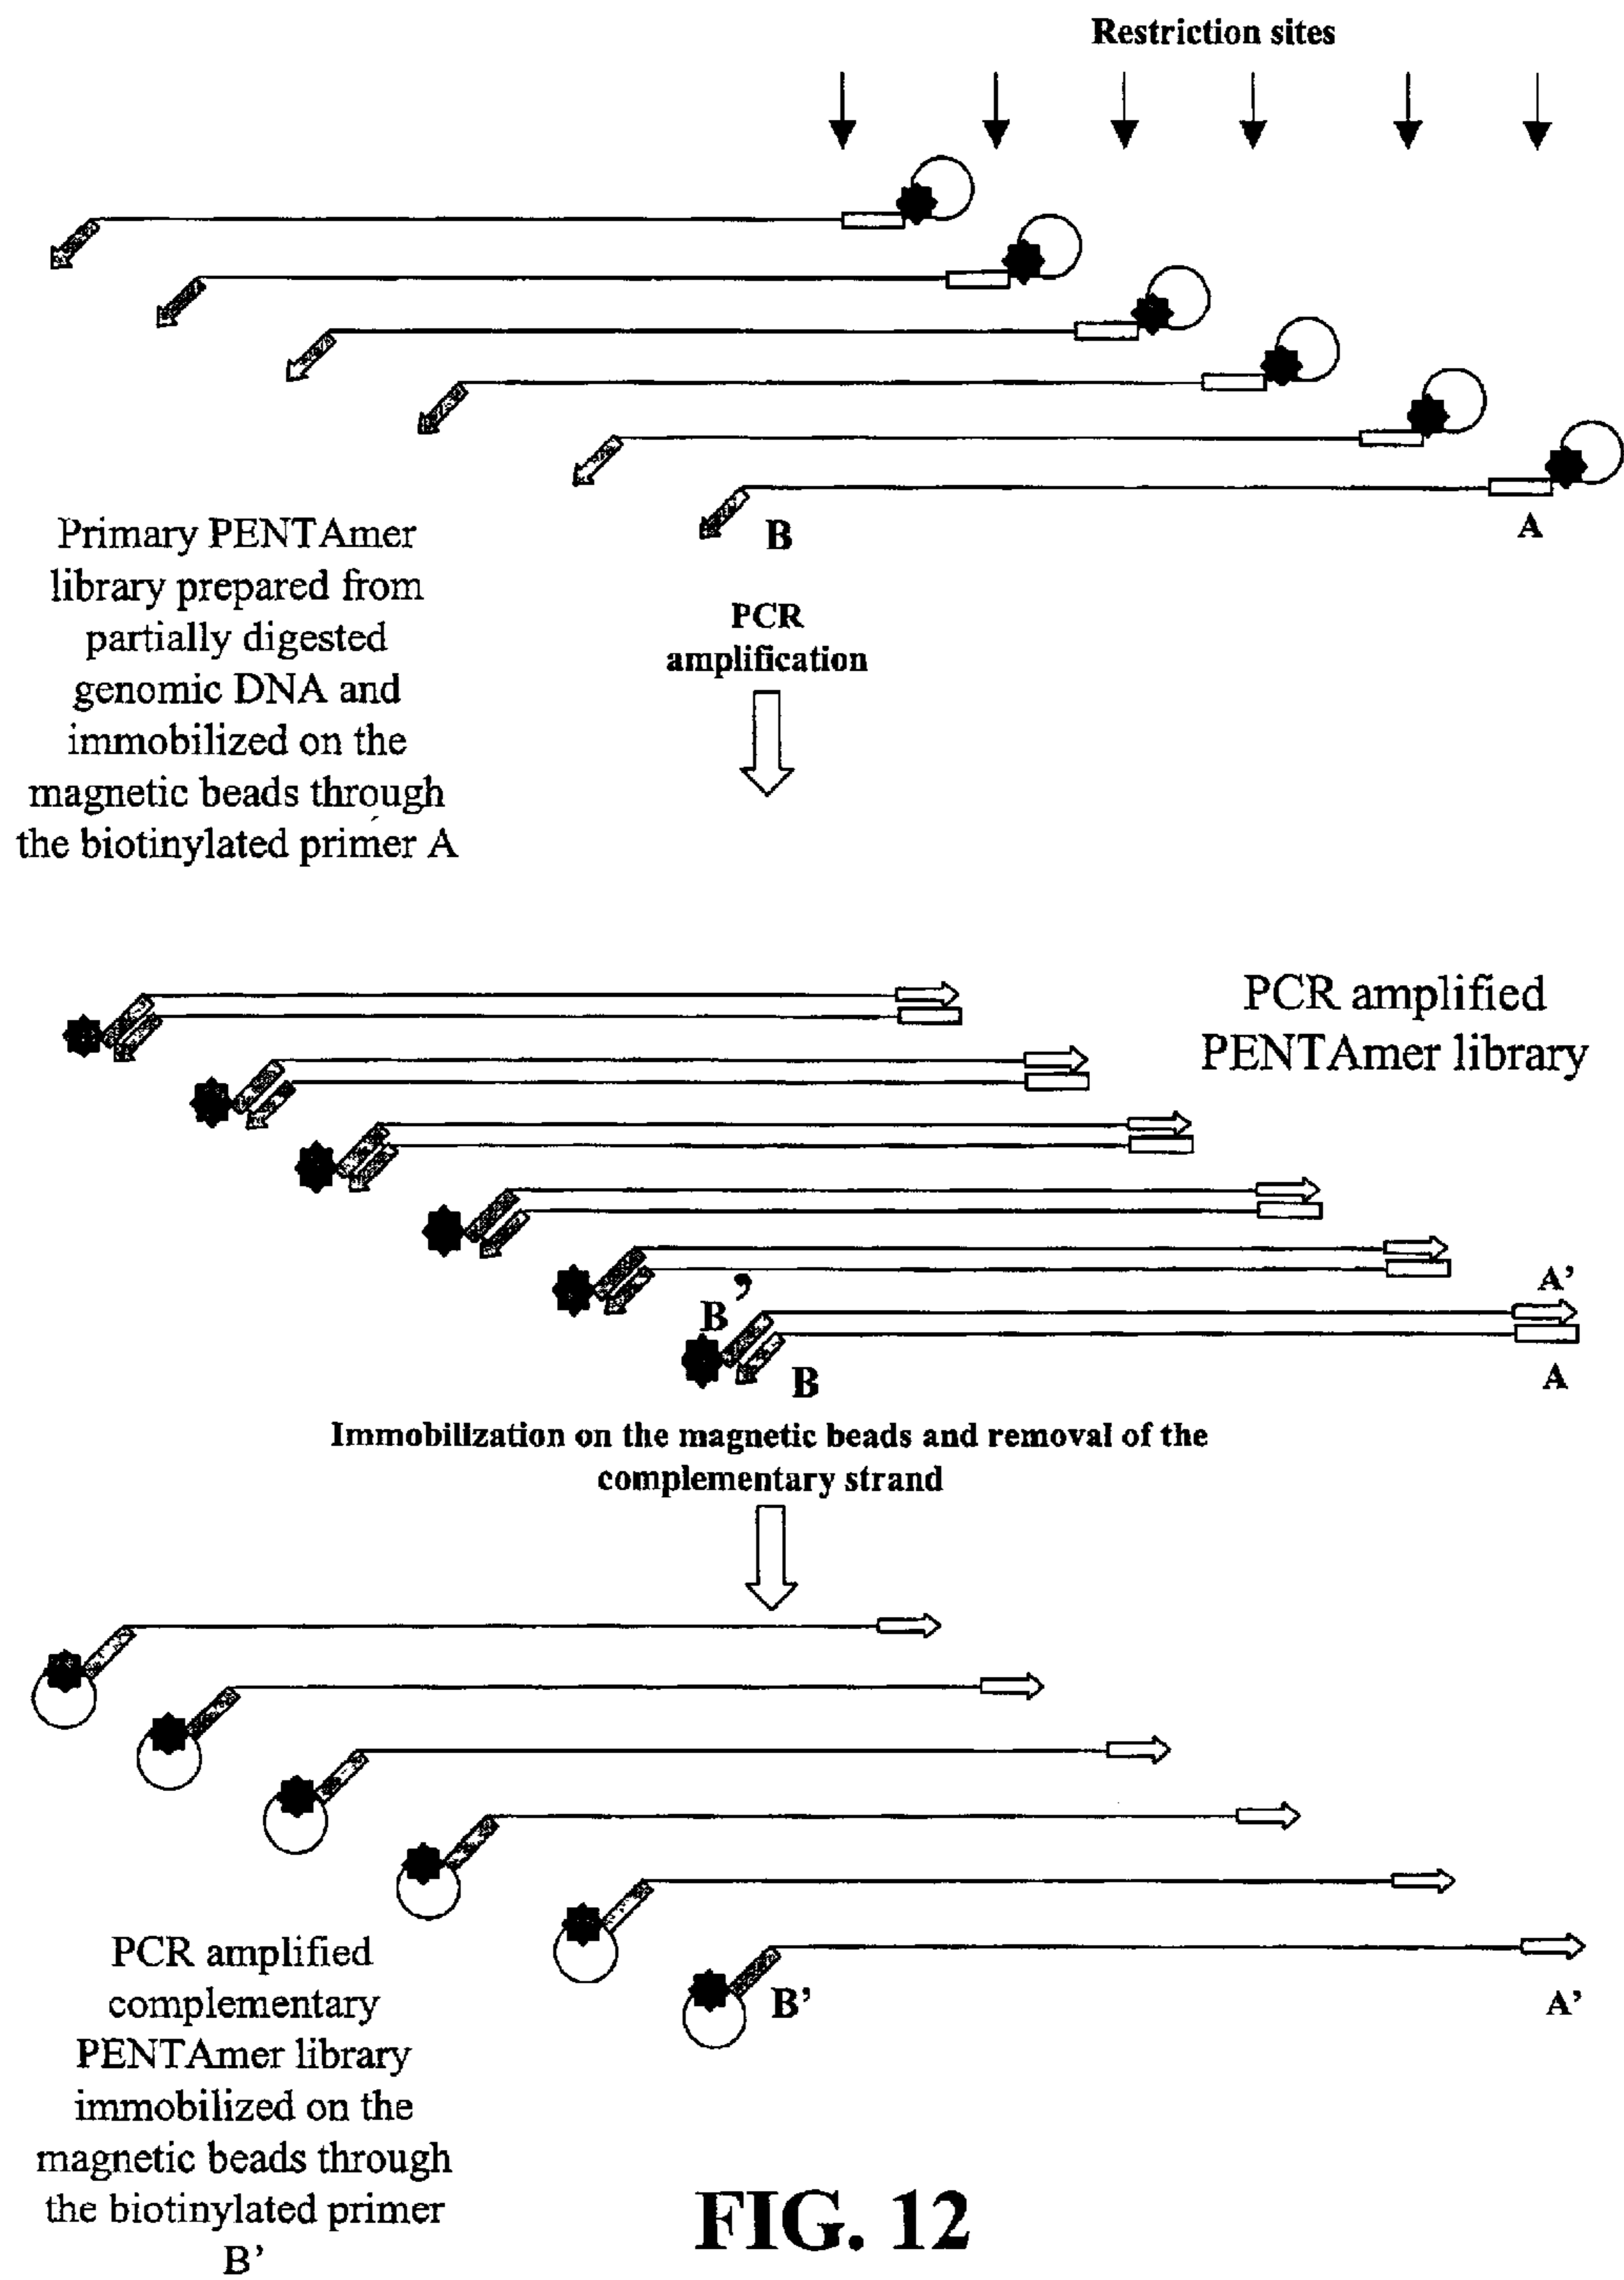 Restriction sites
B
A
Primary PENTAmer
library prepared from
partially digested
genomic DNA and
immobilized on the
magnetic beads through
the biotinylated primer A
PCR
amplification
PCR amplified
PENTAmer library
B’
A’
B
A
Immobilization on the magnetic beads and removal of the
complementary strand
B’
A’
PCR amplified
complementary
PENTAmer library
immobilized on the
magnetic beads through
the biotinylated primer
B’
FIG. 12